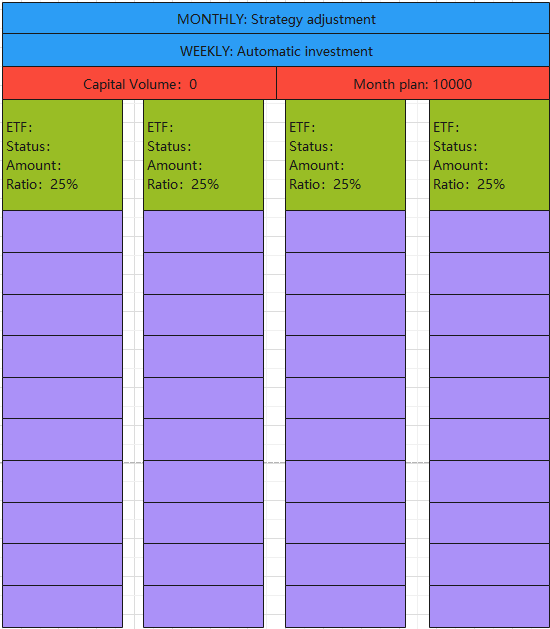 MONTHLY: Strategy adjustment
WEEKLY: Automatic investment
Capital Volume: 0
Month plan: 10000
ETF:
Status:
Amount:
Ratio: 25%
ETF:
Status:
Amount:
Ratio: 25%
ETF:
Status:
Amount:
Ratio: 25%
ETF:
Status:
Amount:
Ratio: 25%